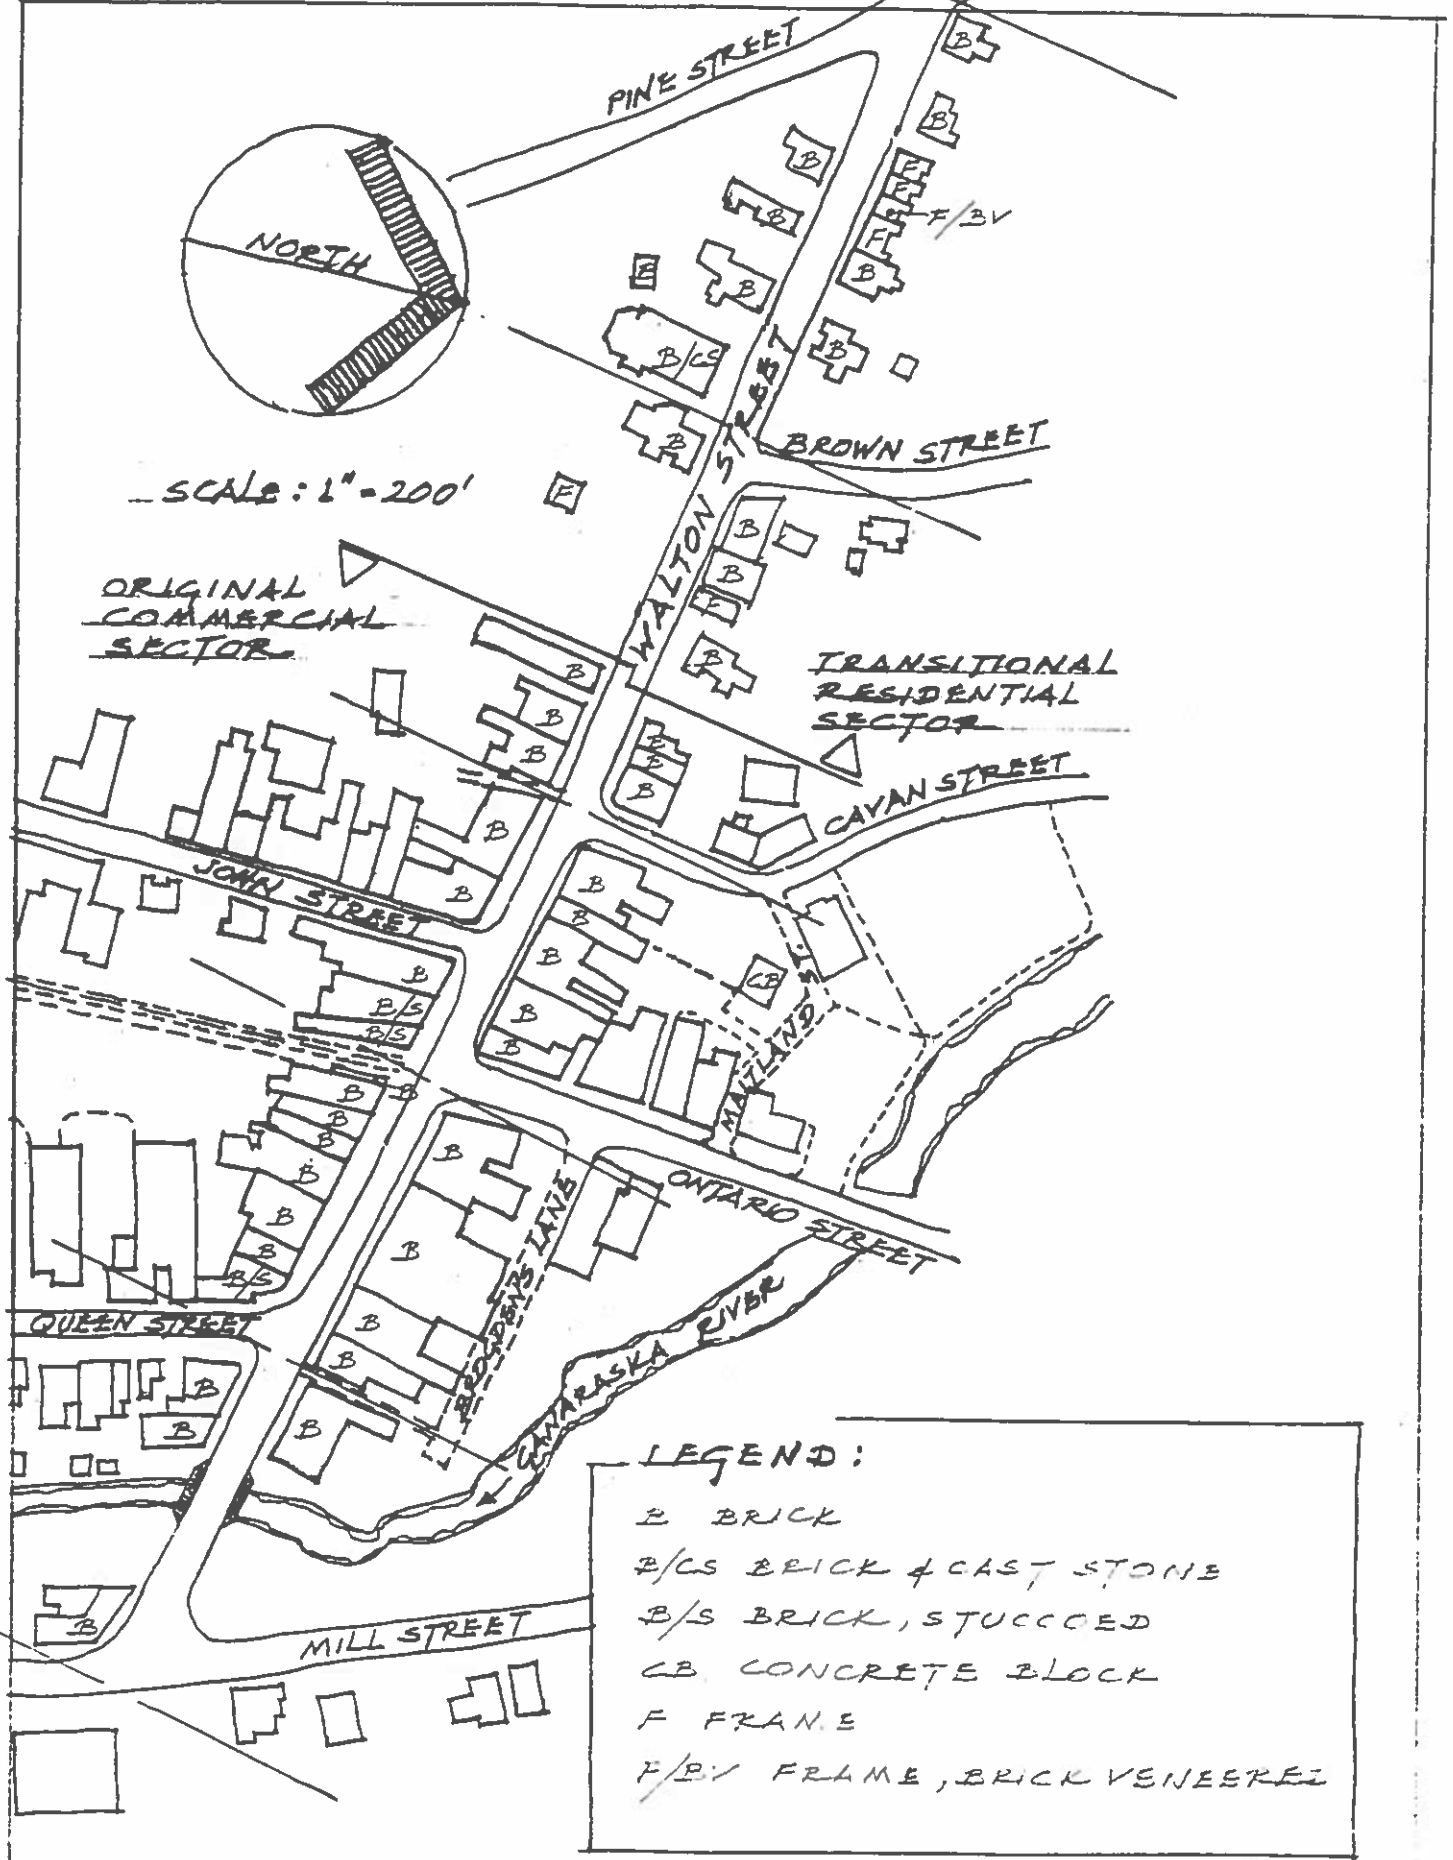 PINE STREET
B
B
B
F
F
F/BV
F
B
B
B
NORTH
F
B
B/CS
B
B
BROWN STREET
SCALE: 1" = 200'
F
WALTON STREET
B
B
F
ORIGINAL
COMMERCIAL
SECTOR
B
B
TRANSITIONAL
RESIDENTIAL
SECTOR
B
B
F
F
B
CAVAN STREET
B
B
JOHN STREET
B
B
B
B
B
CB
B/S
B/S
B
B
MAITLAND ST.
B
B
B
B
B
B
B
ONTARIO STREET
B
B
B
B/S
BROGDENS LANE
QUEEN STREET
B
B
B
B
B
GANARASKA RIVER
B
MILL STREET
LEGEND:
B BRICK
B/CS BRICK & CAST STONE
B/S BRICK, STUCCOED
CB CONCRETE BLOCK
F FRAME
F/BV FRAME, BRICK VENEERED